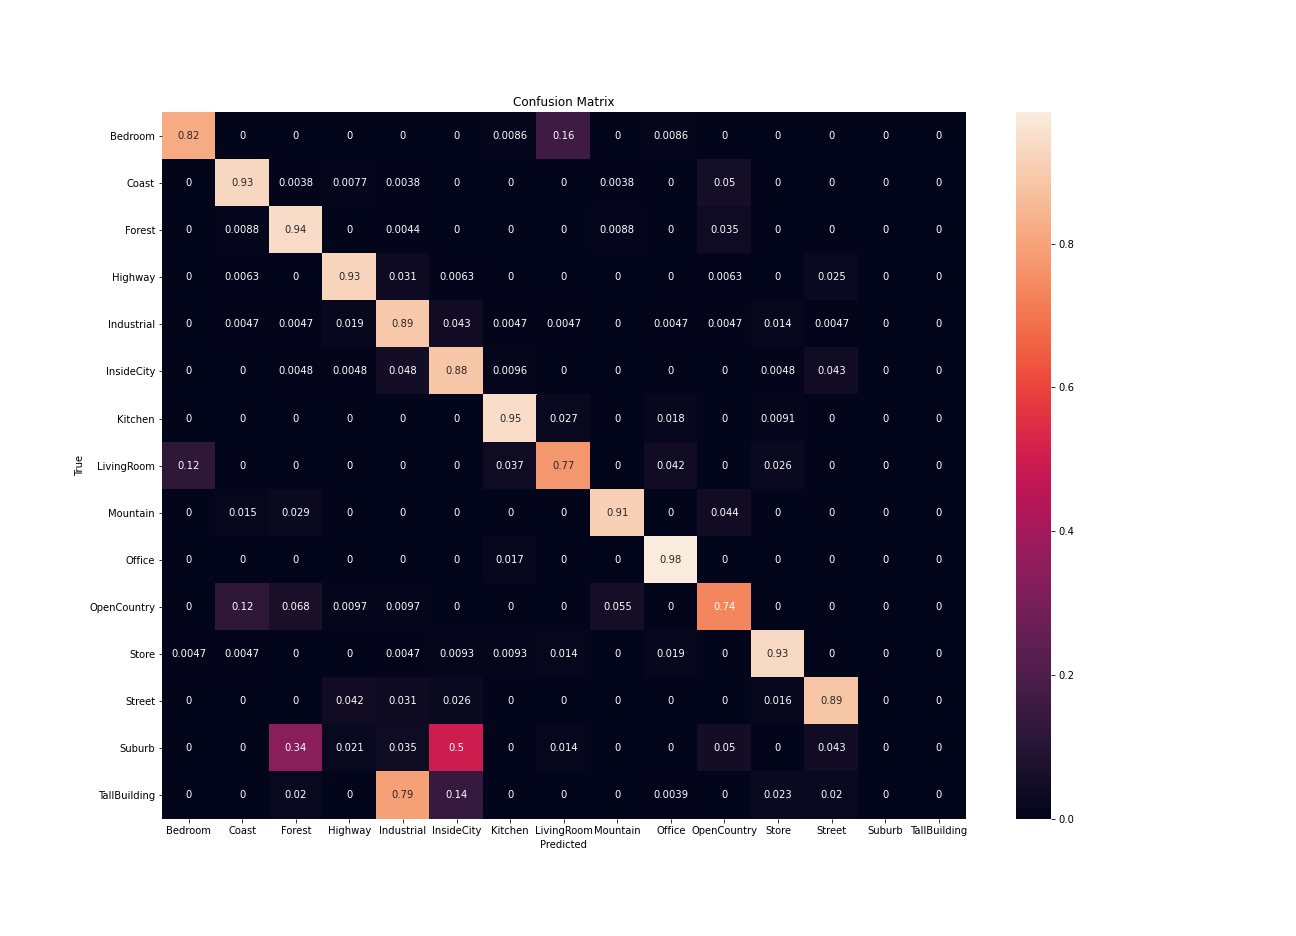 Confusion Matrix
Bedroom 0.82 0 0 0 0 0 0.0086 0.16 0 0.0086 0 0 0 0 0
Coast 0 0.93 0.0038 0.0077 0.0038 0 0 0 0.0038 0 0.05 0 0 0 0
Forest 0 0.0088 0.94 0 0.0044 0 0 0 0.0088 0 0.035 0 0 0 0
Highway 0 0.0063 0 0.93 0.031 0.0063 0 0 0 0 0.0063 0 0.025 0 0
Industrial 0 0.0047 0.0047 0.019 0.89 0.043 0.0047 0.0047 0 0.0047 0.0047 0.014 0.0047 0 0
InsideCity 0 0 0.0048 0.0048 0.048 0.88 0.0096 0 0 0 0 0.0048 0.043 0 0
Kitchen 0 0 0 0 0 0 0.95 0.027 0 0.018 0 0.0091 0 0 0
LivingRoom 0.12 0 0 0 0 0 0.037 0.77 0 0.042 0 0.026 0 0 0
Mountain 0 0.015 0.029 0 0 0 0 0 0.91 0 0.044 0 0 0 0
Office 0 0 0 0 0 0 0.017 0 0 0.98 0 0 0 0 0
OpenCountry 0 0.12 0.068 0.0097 0.0097 0 0 0 0.055 0 0.74 0 0 0 0
Store 0.0047 0.0047 0 0 0.0047 0.0093 0.0093 0.014 0 0.019 0 0.93 0 0 0
Street 0 0 0 0.042 0.031 0.026 0 0 0 0 0 0.016 0.89 0 0
Suburb 0 0 0.34 0.021 0.035 0.5 0 0.014 0 0 0.05 0 0.043 0 0
TallBuilding 0 0 0.02 0 0.79 0.14 0 0 0 0.0039 0 0.023 0.02 0 0
Bedroom Coast Forest Highway Industrial InsideCity Kitchen LivingRoom Mountain Office OpenCountry Store Street Suburb TallBuilding
Predicted
True
0.8
0.6
0.4
0.2
0.0